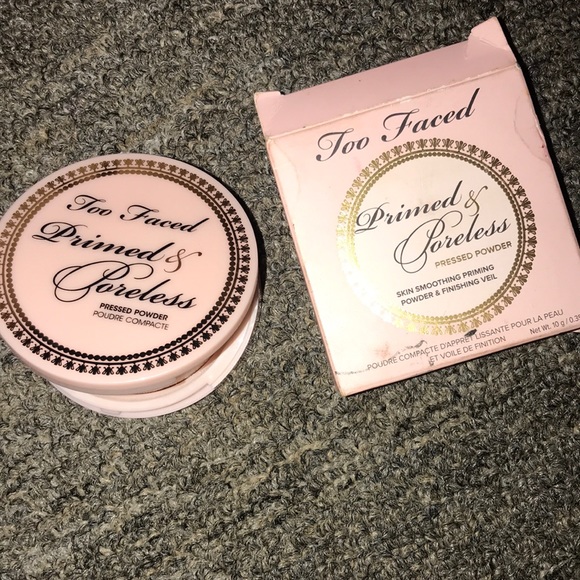 Too Faced
Primed &
Poreless
PRESSED POWDER
POUDRE COMPACTE
Too Faced
Primed &
Poreless
PRESSED POWDER
SKIN SMOOTHING PRIMING
POWDER & FINISHING VEIL
POUDRE COMPACTE D'APPRÊT LISSANTE POUR LA PEAU
ET VOILE DE FINITION
Net Wt. 10 g /